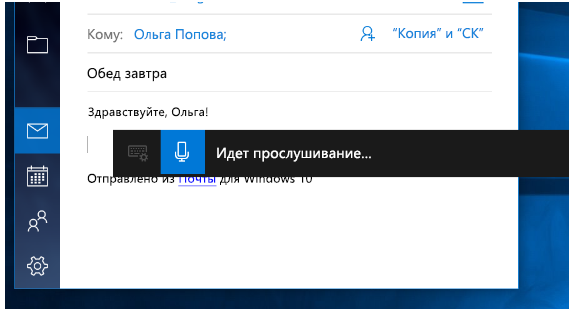 Кому: Ольга Попова; "Копия" и "СК"
Обед завтра
Здравствуйте, Ольга!
Идет прослушивание...
Отправлено из Почты для Windows 10